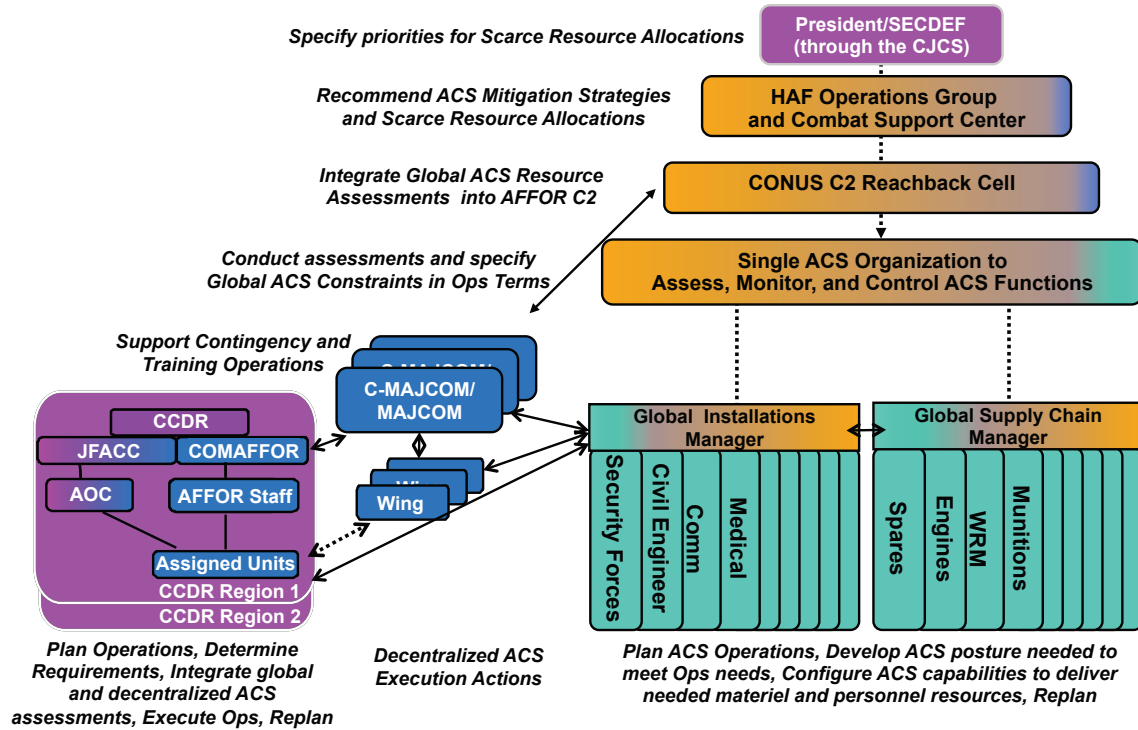 Specify priorities for Scarce Resource Allocations
President/SECDEF
(through the CJCS)
Recommend ACS Mitigation Strategies
and Scarce Resource Allocations
HAF Operations Group
and Combat Support Center
Integrate Global ACS Resource
Assessments into AFFOR C2
CONUS C2 Reachback Cell
Conduct assessments and specify
Global ACS Constraints in Ops Terms
Single ACS Organization to
Assess, Monitor, and Control ACS Functions
Support Contingency and
Training Operations
C-MAJCOM/
C-MAJCOM/
MAJCOM
CCDR
JFACC
COMAFFOR
AOC
AFFOR Staff
Assigned Units
CCDR Region 1
CCDR Region 2
Wing
Global Installations
Manager
Security Forces
Civil Engineer
Comm
Medical
Global Supply Chain
Manager
Spares
Engines
WRM
Munitions
Plan Operations, Determine
Requirements, Integrate global
and decentralized ACS
assessments, Execute Ops, Replan
Decentralized ACS
Execution Actions
Plan ACS Operations, Develop ACS posture needed to
meet Ops needs, Configure ACS capabilities to deliver
needed materiel and personnel resources, Replan